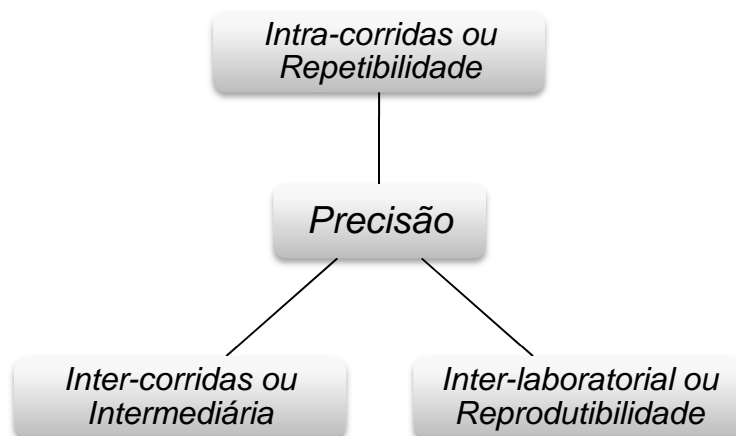 Intra-corridas ou
Repetibilidade
Precisão
Inter-corridas ou
Intermediária
Inter-laboratorial ou
Reprodutibilidade